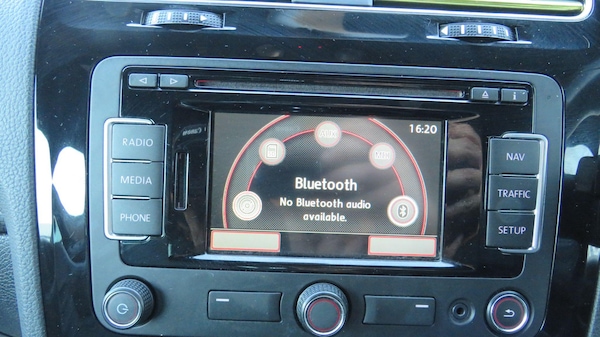 16:20
RADIO
MEDIA
PHONE
Bluetooth
No Bluetooth audio
available.
NAV
TRAFFIC
SETUP